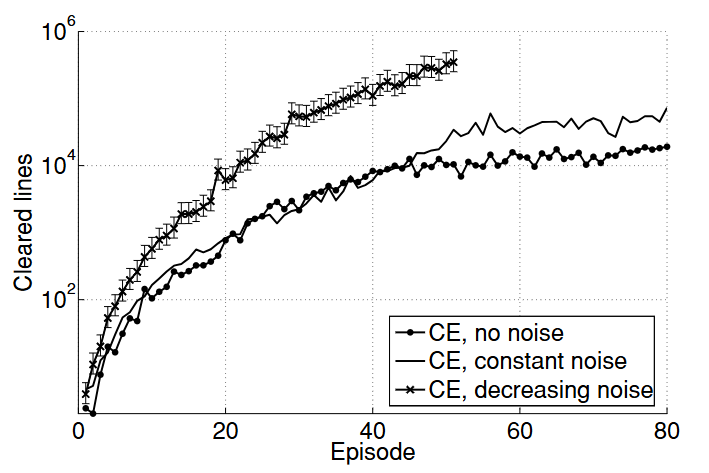 10^6
10^4
10^2
Cleared lines
CE, no noise
CE, constant noise
CE, decreasing noise
0
20
40
60
80
Episode